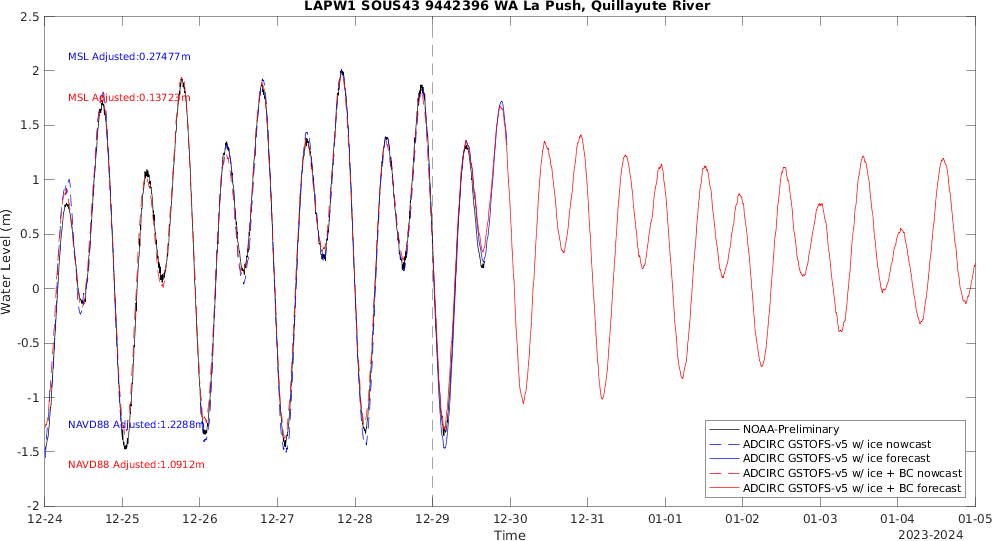 LAPW1 SOUS43 9442396 WA La Push, Quillayute River
2.5
2
1.5
1
0.5
0
-0.5
-1
-1.5
-2
Water Level (m)
MSL Adjusted:0.27477m
MSL Adjusted:0.13723m
NAVD88 Adjusted:1.2288m
NAVD88 Adjusted:1.0912m
NOAA-Preliminary
ADCIRC GSTOFS-v5 w/ ice nowcast
ADCIRC GSTOFS-v5 w/ ice forecast
ADCIRC GSTOFS-v5 w/ ice + BC nowcast
ADCIRC GSTOFS-v5 w/ ice + BC forecast
12-24 12-25 12-26 12-27 12-28 12-29 12-30 01-01 01-01 01-02 01-03 01-04 01-05
Time
2023-2024